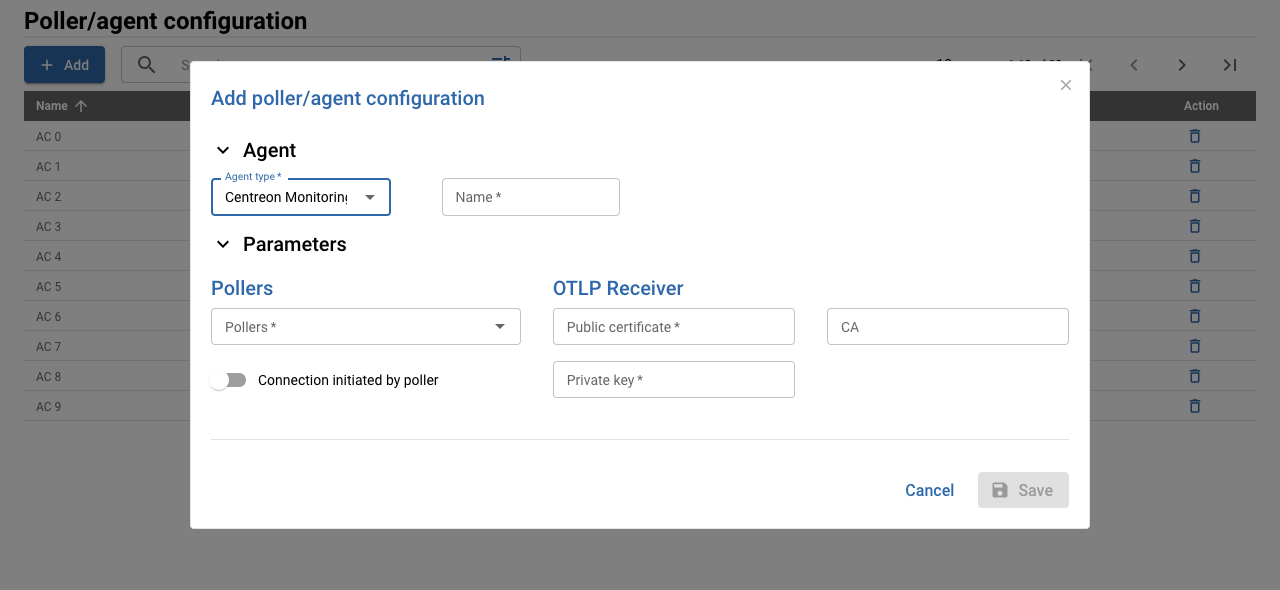 Poller/agent configuration
Add
Name
Action
AC 0
AC 1
AC 2
AC 3
AC 4
AC 5
AC 6
AC 7
AC 8
AC 9
Add poller/agent configuration
Agent
Agent type *
Centreon Monitoring
Name *
Parameters
Pollers
OTLP Receiver
Pollers *
Public certificate *
CA
Connection initiated by poller
Private key *
Cancel
Save